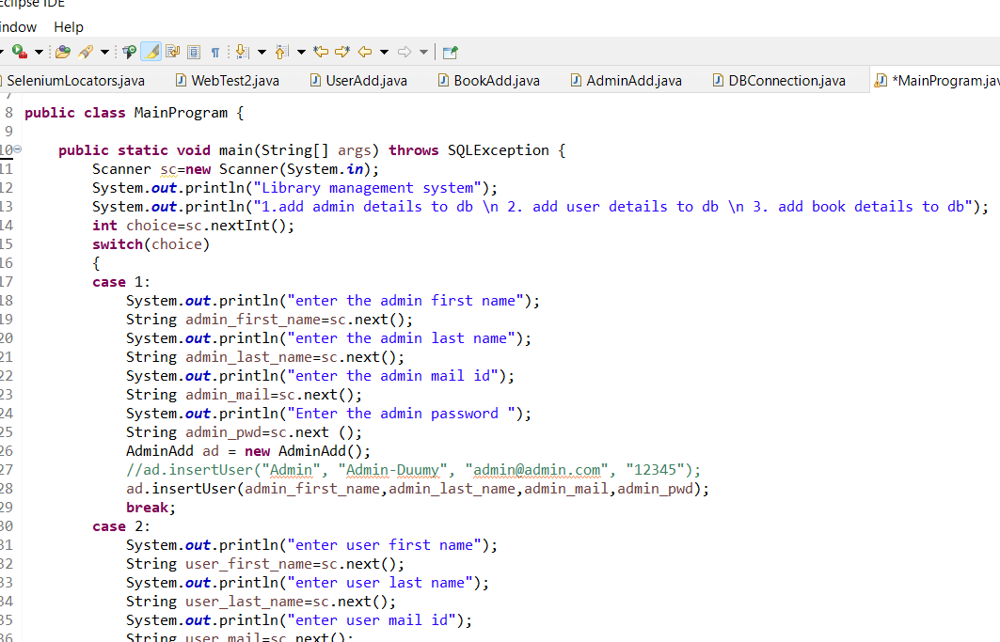 Eclipse IDE
indow Help
SeleniumLocators.java WebTest2.java UserAdd.java BookAdd.java AdminAdd.java DBConnection.java *MainProgram.jav
7
8 public class MainProgram {
9
10 public static void main(String[] args) throws SQLException {
11 Scanner sc=new Scanner(System.in);
12 System.out.println("Library management system");
13 System.out.println("1.add admin details to db \n 2. add user details to db \n 3. add book details to db");
14 int choice=sc.nextInt();
15 switch(choice)
16 {
17 case 1:
18 System.out.println("enter the admin first name");
19 String admin_first_name=sc.next();
20 System.out.println("enter the admin last name");
21 String admin_last_name=sc.next();
22 System.out.println("enter the admin mail id");
23 String admin_mail=sc.next();
24 System.out.println("Enter the admin password ");
25 String admin_pwd=sc.next ();
26 AdminAdd ad = new AdminAdd();
27 //ad.insertUser("Admin", "Admin-Duumy", "admin@admin.com", "12345");
28 ad.insertUser(admin_first_name,admin_last_name,admin_mail,admin_pwd);
29 break;
30 case 2:
31 System.out.println("enter user first name");
32 String user_first_name=sc.next();
33 System.out.println("enter user last name");
34 String user_last_name=sc.next();
35 System.out.println("enter user mail id");
36 String user_mail=sc.next();